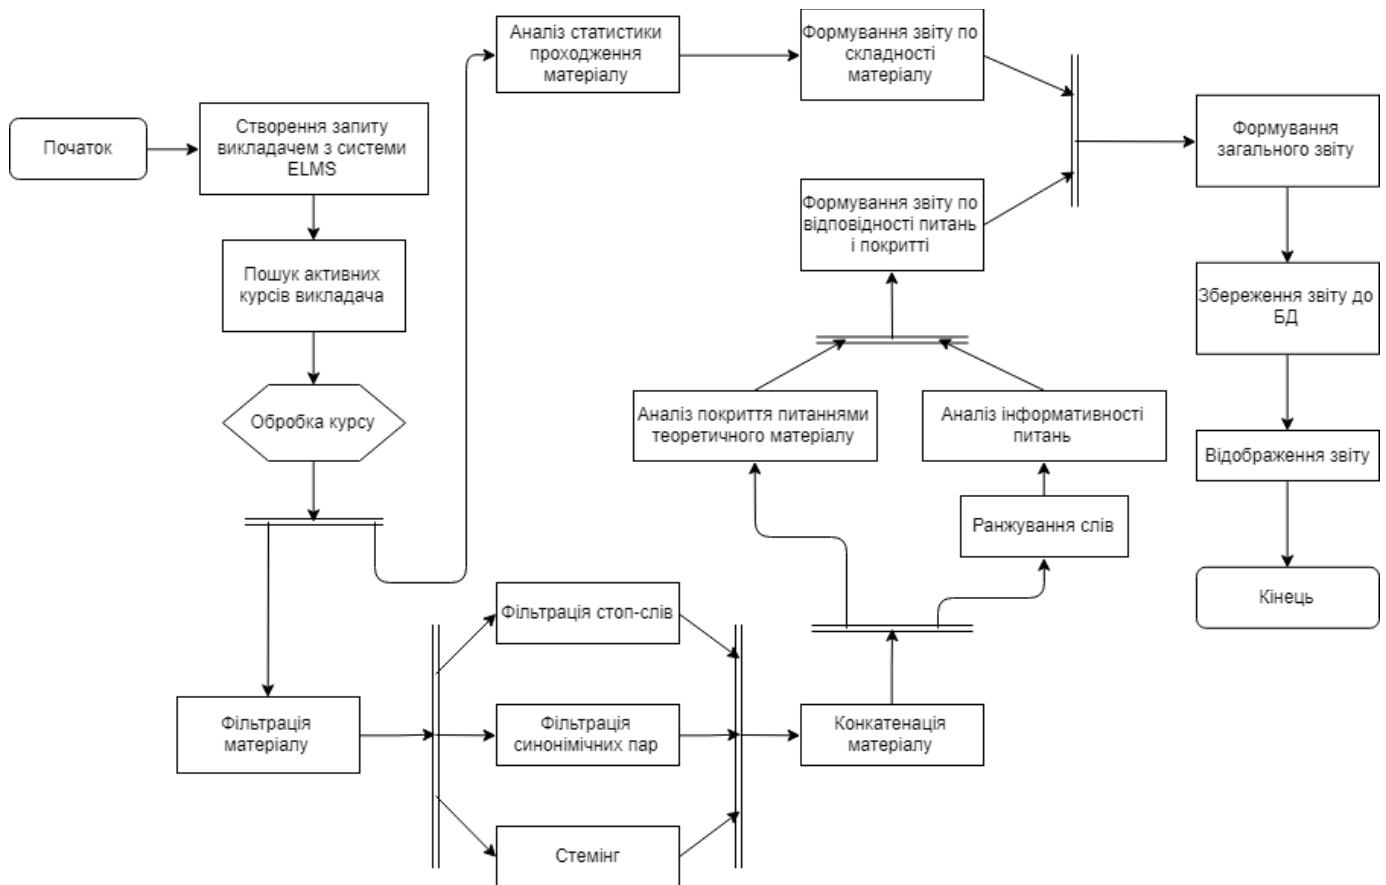 Початок
Створення запиту
викладачем з системи
ELMS
Пошук активних
курсів викладача
Обробка курсу
Аналіз статистики
проходження
матеріалу
Формування звіту по
складності
матеріалу
Фільтрація
матеріалу
Фільтрація стоп-слів
Фільтрація
синонімічних пар
Стемінг
Конкатенація
матеріалу
Аналіз покриття питаннями
теоретичного матеріалу
Ранжування слів
Аналіз інформативності
питань
Формування звіту по
відповідності питань
і покритті
Формування
загального звіту
Збереження звіту до
БД
Відображення звіту
Кінець